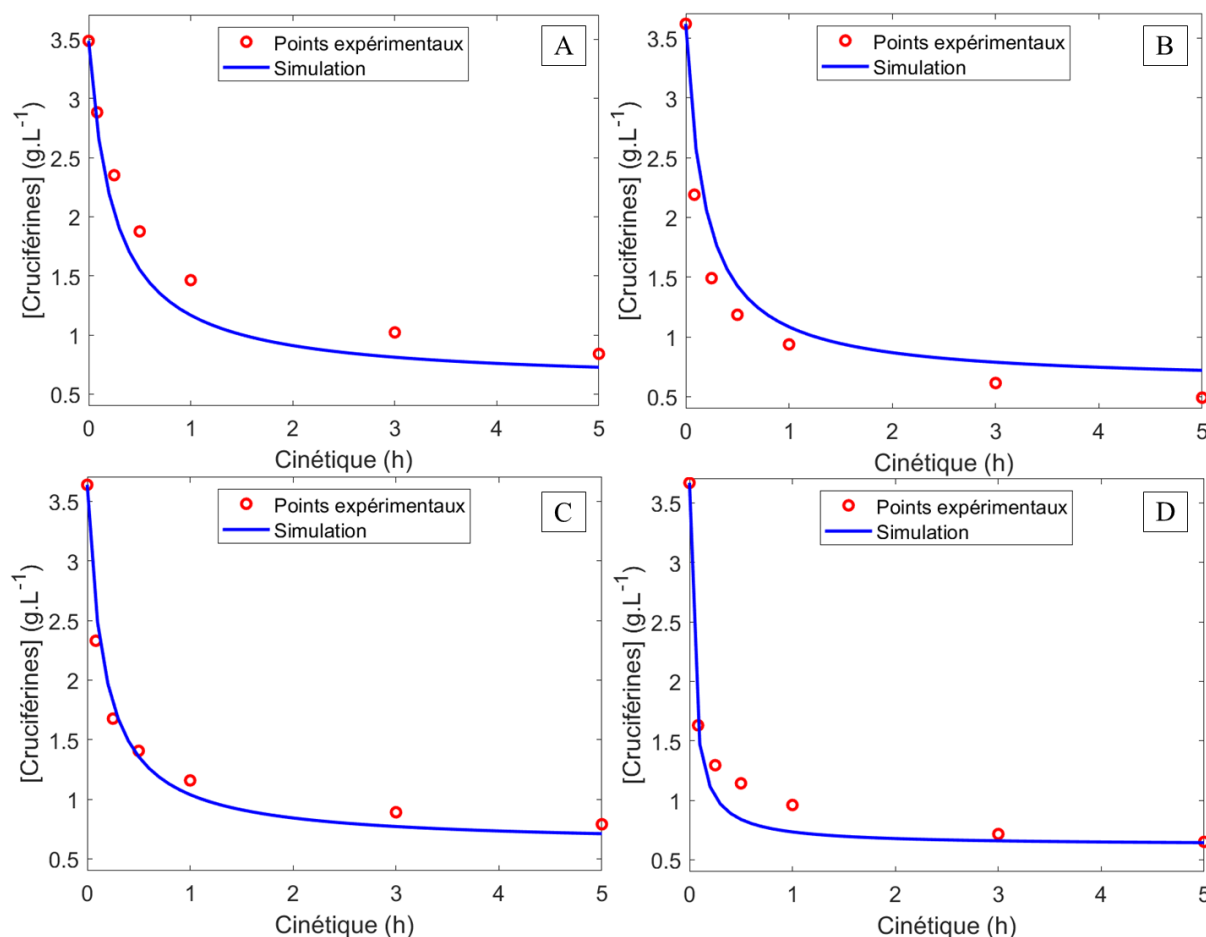 A
Points expérimentaux
Simulation
[Cruciférines] (g.L⁻¹)
3.5
3
2.5
2
1.5
1
0.5
0 1 2 3 4 5
Cinétique (h)
B
Points expérimentaux
Simulation
[Cruciférines] (g.L⁻¹)
3.5
3
2.5
2
1.5
1
0.5
0 1 2 3 4 5
Cinétique (h)
C
Points expérimentaux
Simulation
[Cruciférines] (g.L⁻¹)
3.5
3
2.5
2
1.5
1
0.5
0 1 2 3 4 5
Cinétique (h)
D
Points expérimentaux
Simulation
[Cruciférines] (g.L⁻¹)
3.5
3
2.5
2
1.5
1
0.5
0 1 2 3 4 5
Cinétique (h)